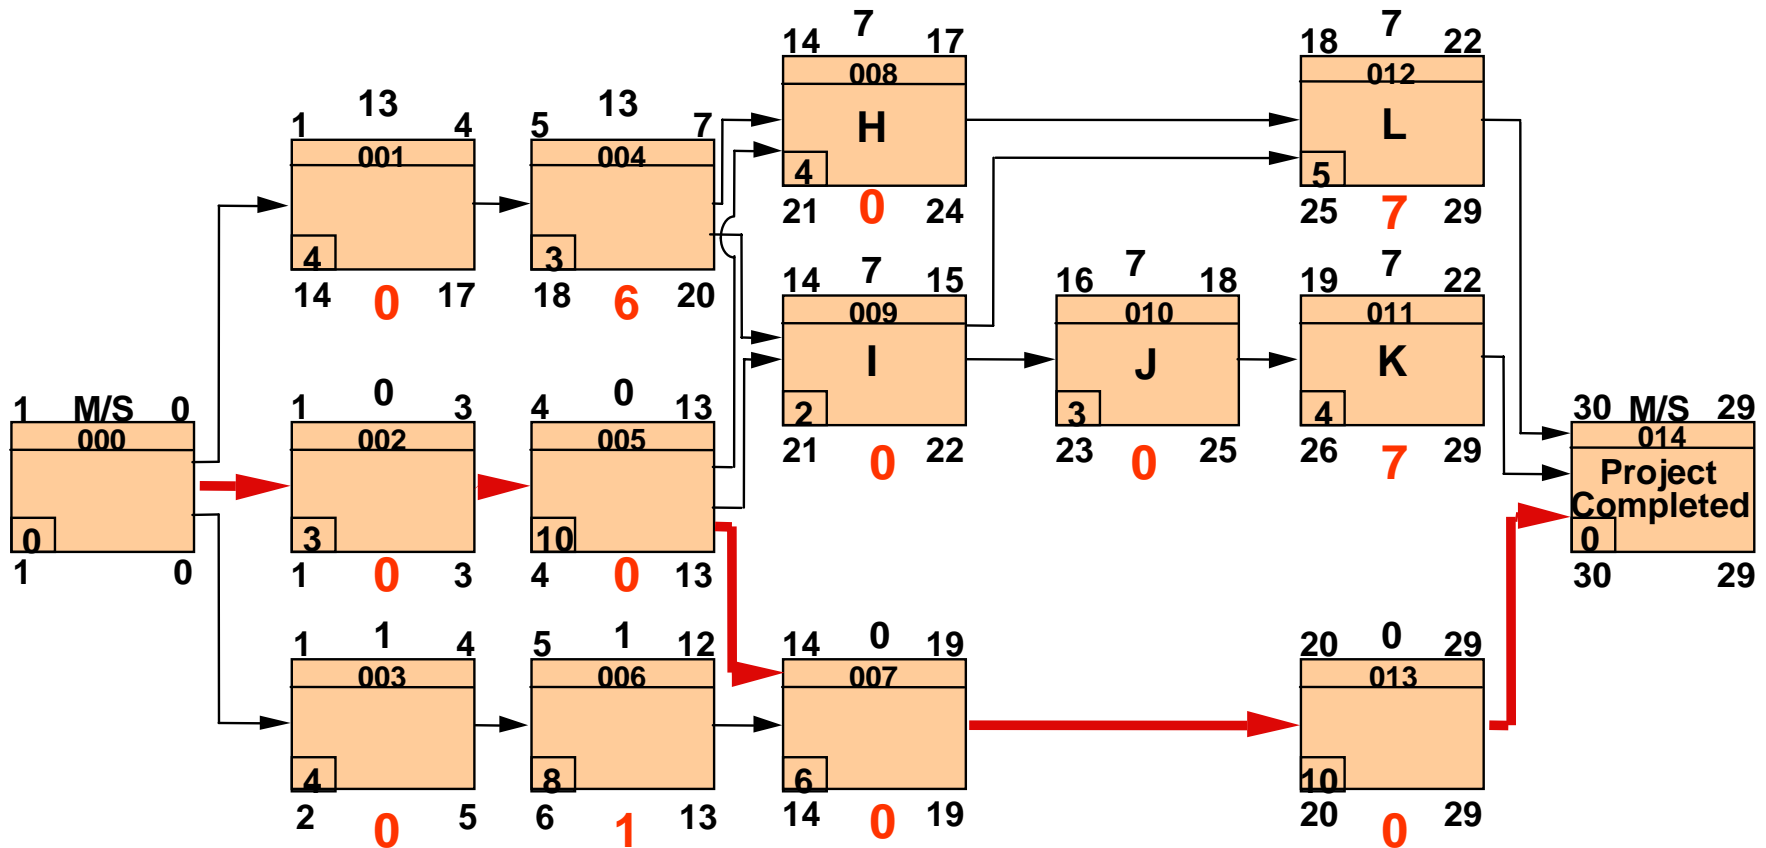 7
14 17
008
H
4
21 0 24
7
18 22
012
L
5
25 7 29
13
1 4
001
4
14 0 17
13
5 7
004
3
18 6 20
7
14 15
009
I
2
21 0 22
7
16 18
010
J
3
23 0 25
7
19 22
011
K
4
26 7 29
1 M/S 0
000
0
1 0
0
1 3
002
3
1 0 3
0
4 13
005
10
4 0 13
30 M/S 29
014
Project
Completed
0
30 29
1
1 4
003
4
2 0 5
1
5 12
006
8
6 1 13
0
14 19
007
6
14 0 19
0
20 29
013
10
20 0 29